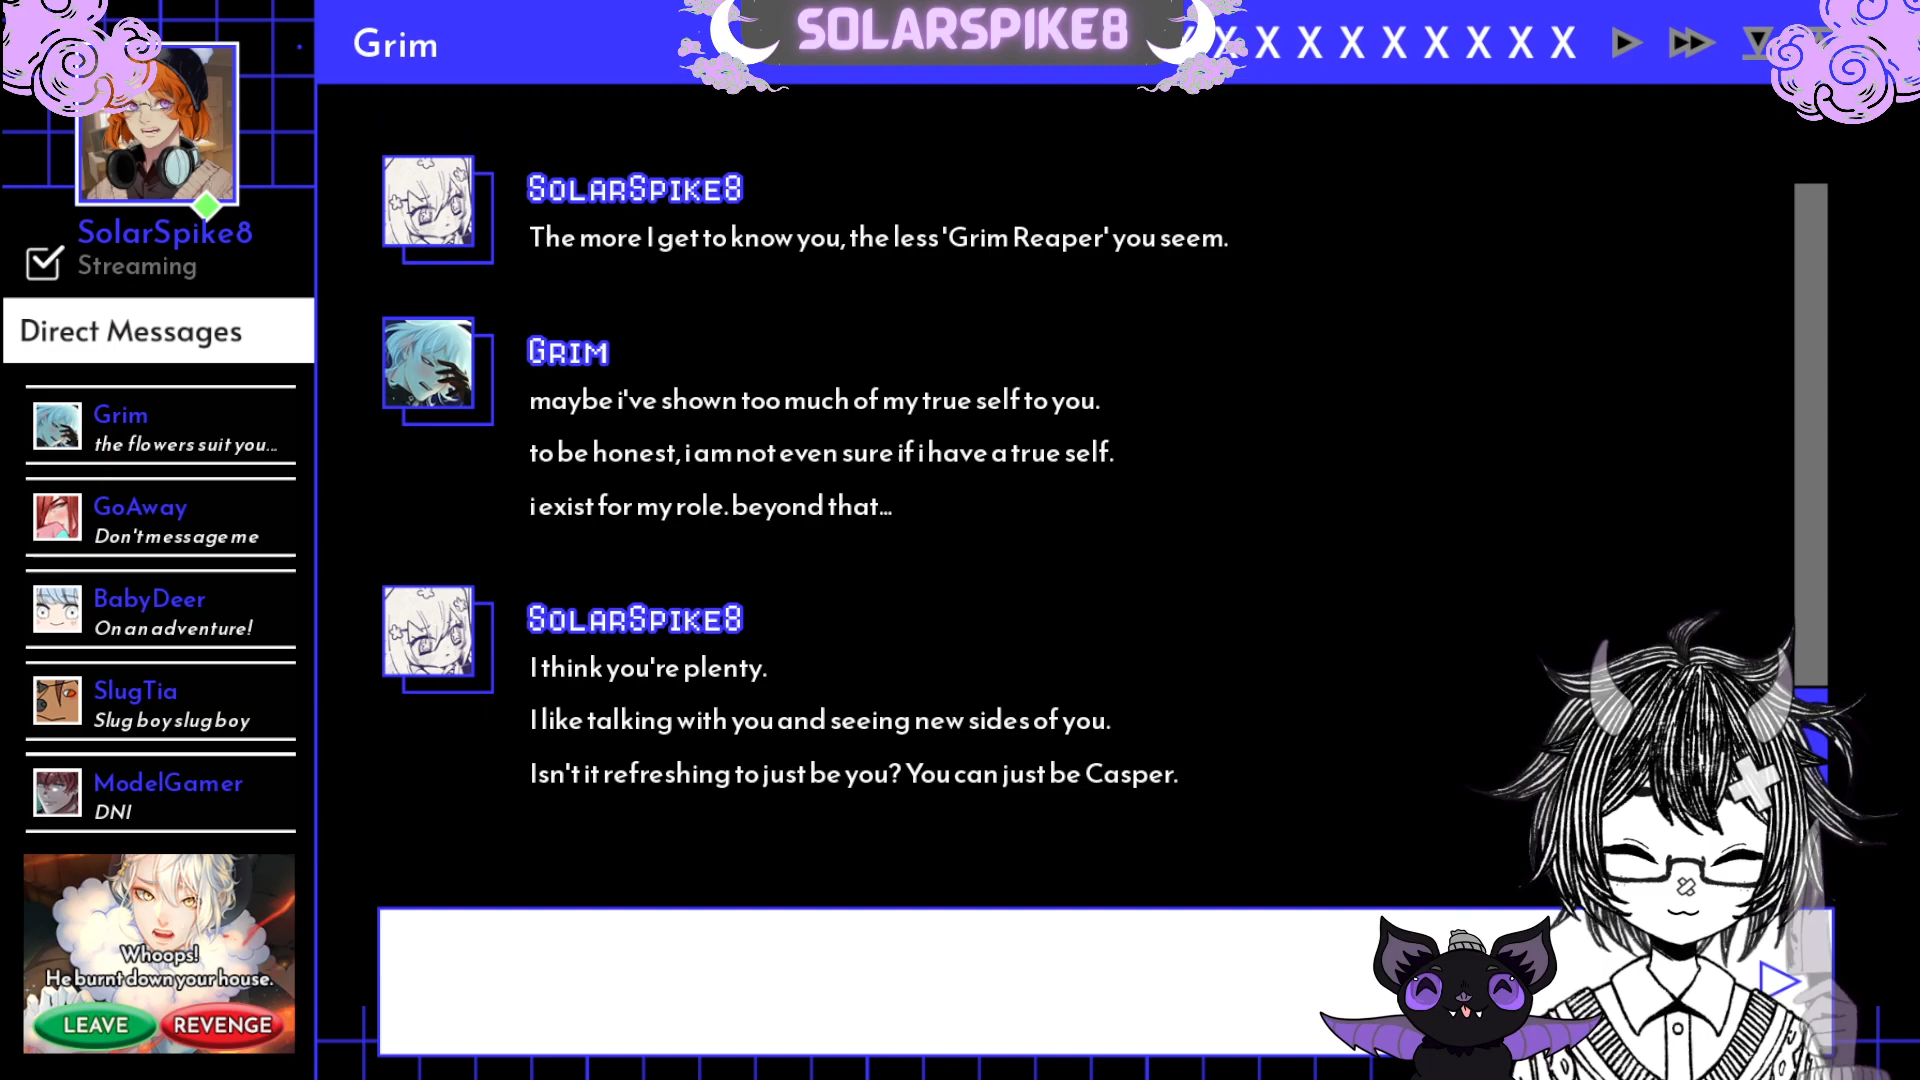 SOLARSPIKE8
Grim
X X X X X X X X X
SolarSpike8
Streaming
Direct Messages
Grim
the flowers suit you...
GoAway
Don't message me
BabyDeer
On an adventure!
SlugTia
Slug boy slug boy
ModelGamer
DNI
Whoops!
He burnt down your house.
LEAVE
REVENGE
SolarSpike8
The more I get to know you, the less 'Grim Reaper' you seem.
Grim
maybe i've shown too much of my true self to you.
to be honest, i am not even sure if i have a true self.
i exist for my role. beyond that...
SolarSpike8
I think you're plenty.
I like talking with you and seeing new sides of you.
Isn't it refreshing to just be you? You can just be Casper.